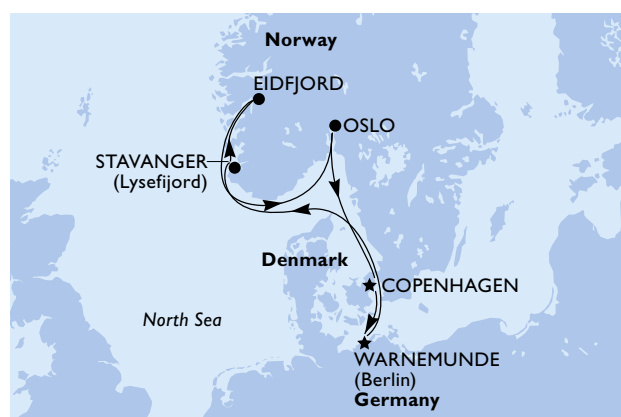 Norway
EIDFJORD
OSLO
STAVANGER
(Lysefijord)
Denmark
COPENHAGEN
North Sea
WARNEMUNDE
(Berlin)
Germany